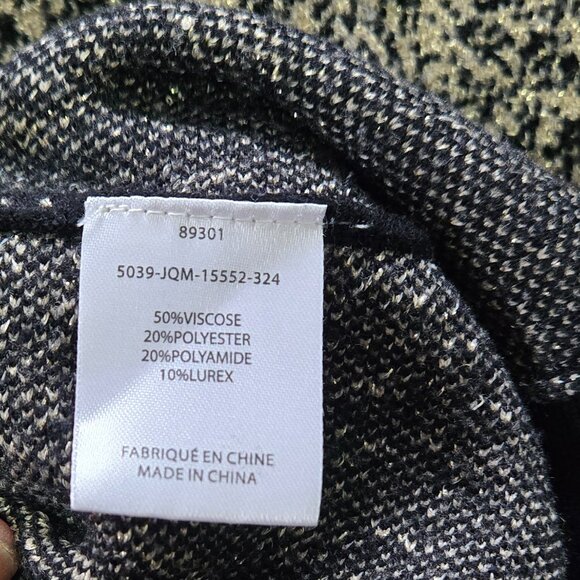 89301
5039-JQM-15552-324
50%VISCOSE
20%POLYESTER
20%POLYAMIDE
10%LUREX
FABRIQUÉ EN CHINE
MADE IN CHINA